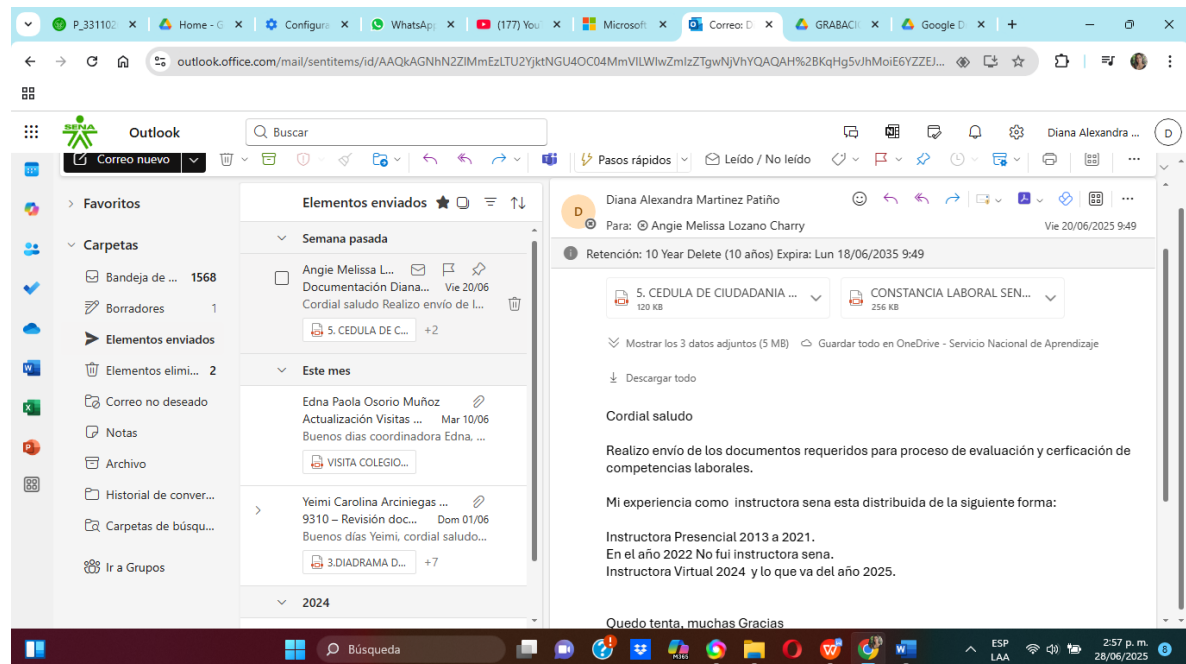 P_331102
Home - G
Configura
WhatsApp
(177) You
Microsoft
Correo: D
GRABACI
Google D
outlook.office.com/mail/sentitems/id/AAQkAGNhN2ZlMmEzLTU2YjktNGU4OC04MmVlLWIwZmIzZTgwNjVhYQAQAH%2BKqHg5vJhMoiE6YZZEJ...
SENA
Outlook
Buscar
Diana Alexandra ...
D
Correo nuevo
Pasos rápidos
Leído / No leído
Favoritos
Carpetas
Bandeja de ... 1568
Borradores 1
Elementos enviados
Elementos elimi... 2
Correo no deseado
Notas
Archivo
Historial de conver...
Carpetas de búsqu...
Ir a Grupos
Elementos enviados
Semana pasada
Angie Melissa L...
Documentación Diana... Vie 20/06
Cordial saludo Realizo envío de l...
5. CEDULA DE C... +2
Este mes
Edna Paola Osorio Muñoz
Actualización Visitas ... Mar 10/06
Buenos dias coordinadora Edna, ...
VISITA COLEGIO...
Yeimi Carolina Arciniegas ...
9310 – Revisión doc... Dom 01/06
Buenos días Yeimi, cordial saludo...
3.DIADRAMA D... +7
2024
D
Diana Alexandra Martinez Patiño
Para: Angie Melissa Lozano Charry
Vie 20/06/2025 9:49
Retención: 10 Year Delete (10 años) Expira: Lun 18/06/2035 9:49
5. CEDULA DE CIUDADANIA ...
120 KB
CONSTANCIA LABORAL SEN...
256 KB
Mostrar los 3 datos adjuntos (5 MB) Guardar todo en OneDrive - Servicio Nacional de Aprendizaje
Descargar todo
Cordial saludo
Realizo envío de los documentos requeridos para proceso de evaluación y cerficación de
competencias laborales.
Mi experiencia como instructora sena esta distribuida de la siguiente forma:
Instructora Presencial 2013 a 2021.
En el año 2022 No fui instructora sena.
Instructora Virtual 2024 y lo que va del año 2025.
Quedo tenta, muchas Gracias
Búsqueda
M365
ESP
LAA
2:57 p. m.
28/06/2025
8